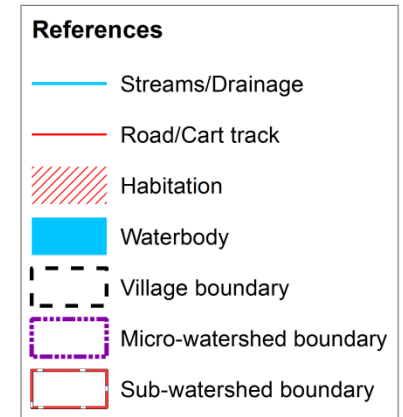 References
Streams/Drainage
Road/Cart track
Habitation
Waterbody
Village boundary
Micro-watershed boundary
Sub-watershed boundary